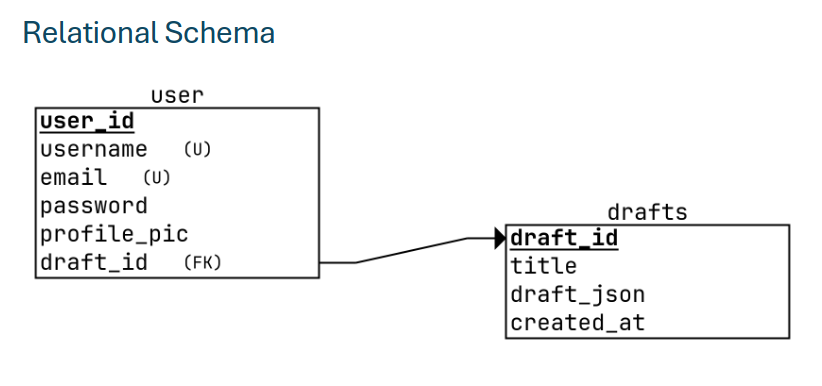 Relational Schema
user
user_id
username (U)
email (U)
password
profile_pic
draft_id (FK)
drafts
draft_id
title
draft_json
created_at